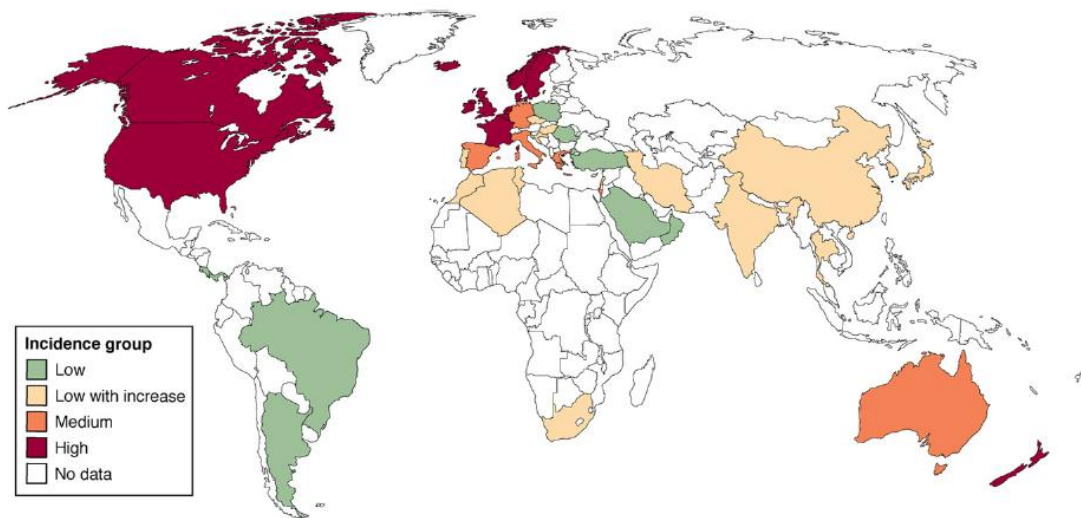 Incidence group
Low
Low with increase
Medium
High
No data